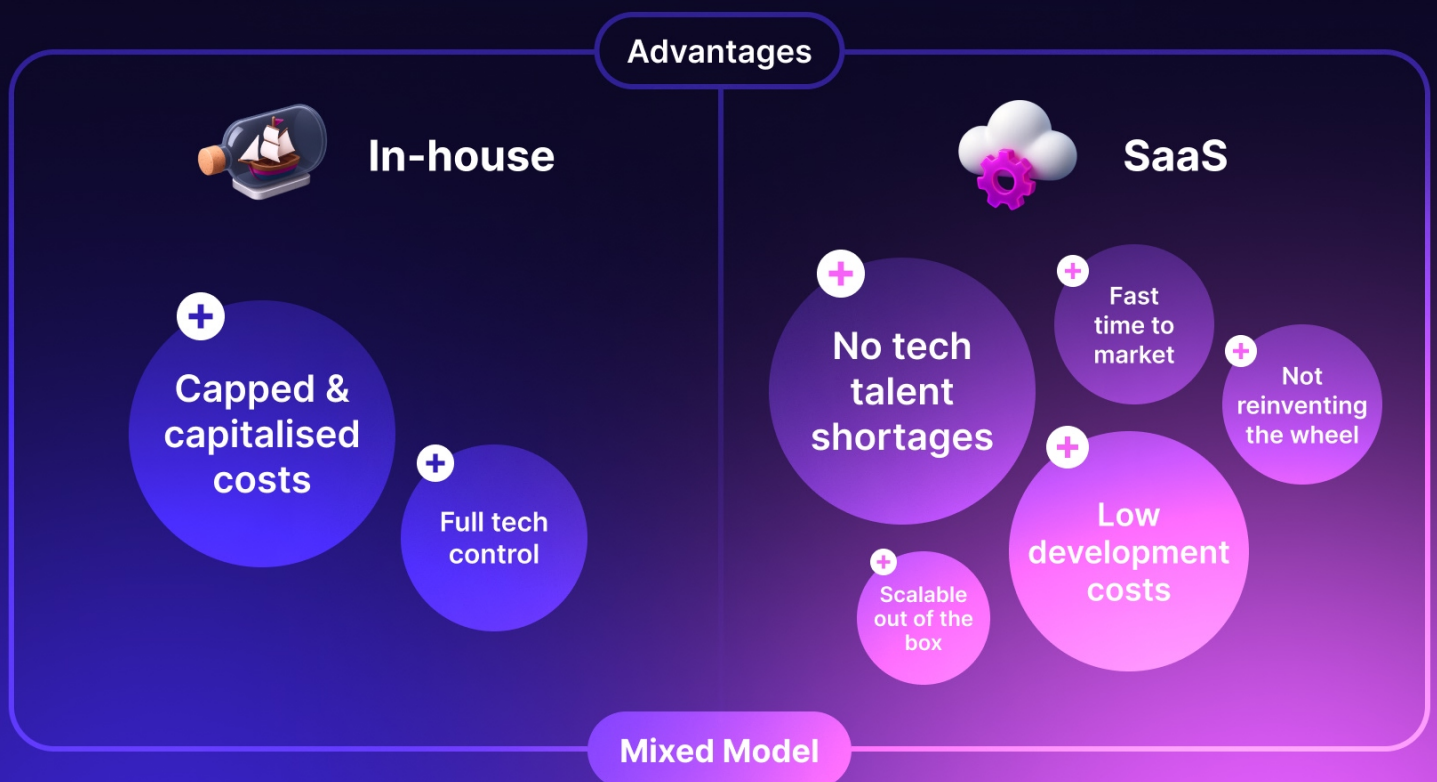 Advantages
In-house
SaaS
Capped &
capitalised
costs
Full tech
control
No tech
talent
shortages
Fast
time to
market
Not
reinventing
the wheel
Low
development
costs
Scalable
out of the
box
Mixed Model